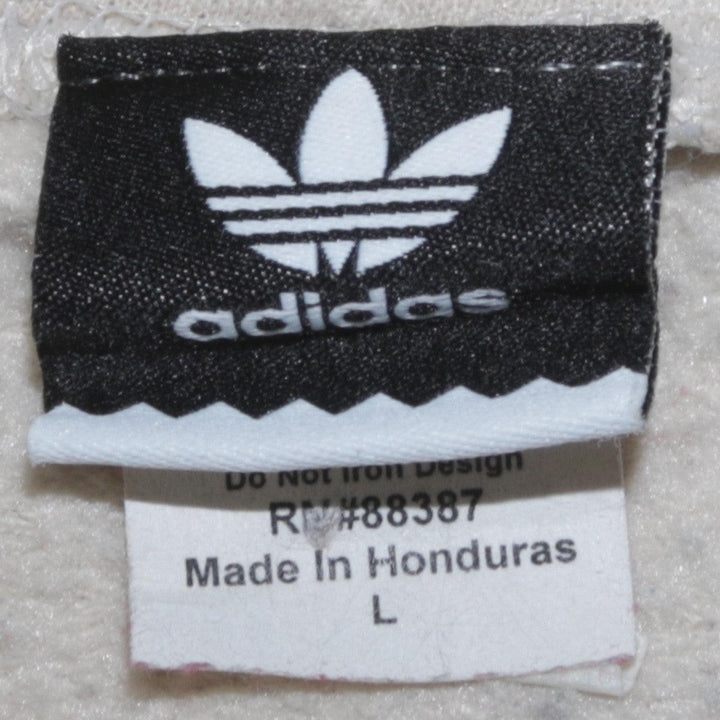 adidas
Do Not Iron Design
RN#88387
Made In Honduras
L